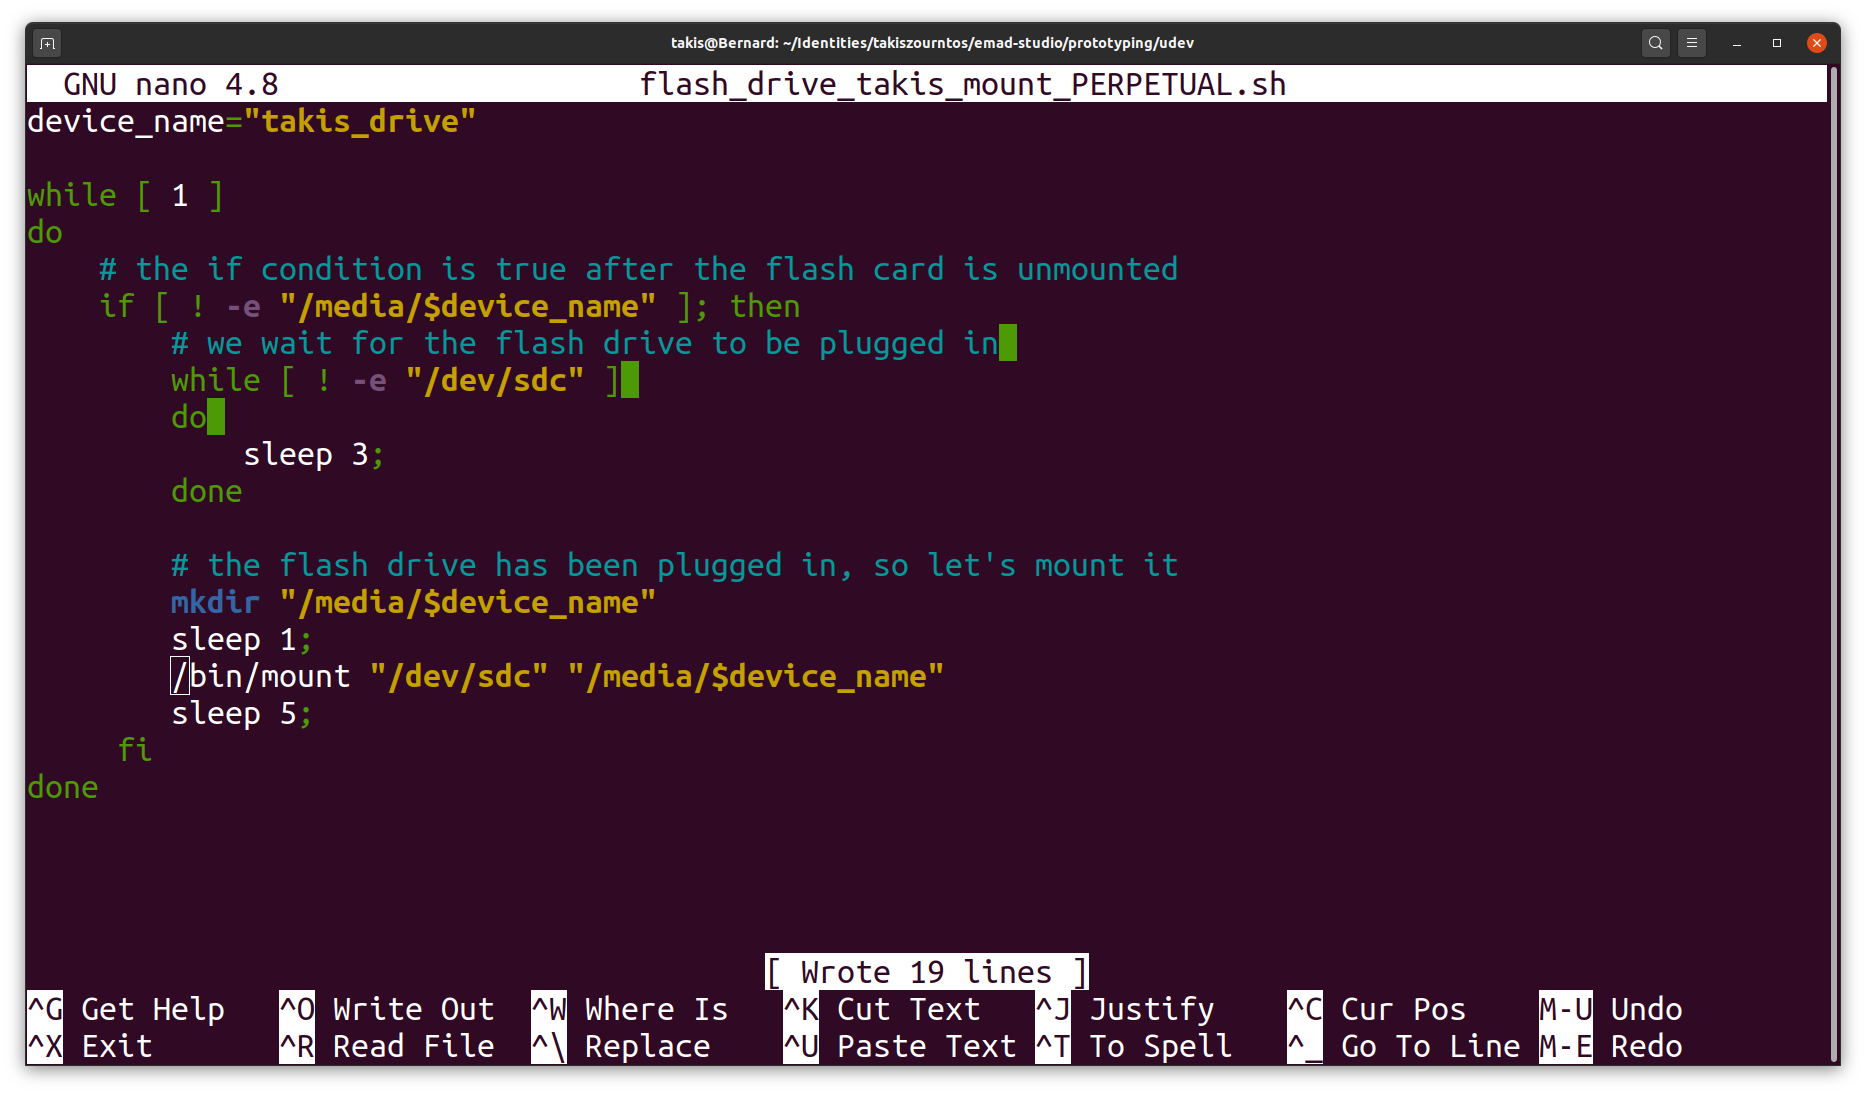 takis@Bernard: ~/Identities/takiszourntos/emad-studio/prototyping/udev
GNU nano 4.8 flash_drive_takis_mount_PERPETUAL.sh
device_name="takis_drive"
while [ 1 ]
do
# the if condition is true after the flash card is unmounted
if [ ! -e "/media/$device_name" ]; then
# we wait for the flash drive to be plugged in
while [ ! -e "/dev/sdc" ]
do
sleep 3;
done
# the flash drive has been plugged in, so let's mount it
mkdir "/media/$device_name"
sleep 1;
/bin/mount "/dev/sdc" "/media/$device_name"
sleep 5;
fi
done
[ Wrote 19 lines ]
^G Get Help ^O Write Out ^W Where Is ^K Cut Text ^J Justify ^C Cur Pos M-U Undo
^X Exit ^R Read File ^\ Replace ^U Paste Text ^T To Spell ^_ Go To Line M-E Redo